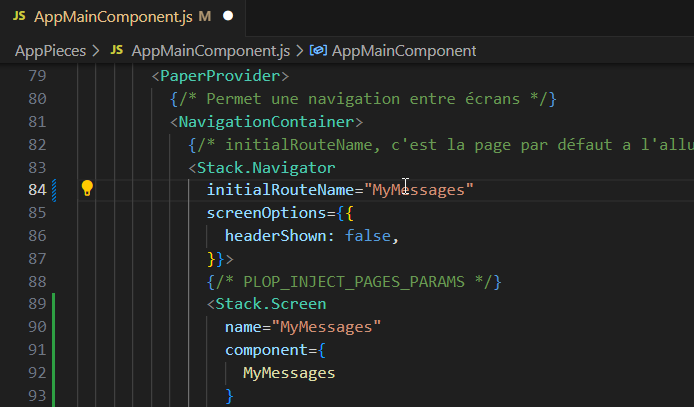 JS AppMainComponent.js M
AppPieces > JS AppMainComponent.js > AppMainComponent
79 <PaperProvider>
80 {/* Permet une navigation entre écrans */}
81 <NavigationContainer>
82 {/* initialRouteName, c'est la page par défaut a l'allu
83 <Stack.Navigator
84 initialRouteName="MyMessages"
85 screenOptions={{
86 headerShown: false,
87 }}>
88 {/* PLOP_INJECT_PAGES_PARAMS */}
89 <Stack.Screen
90 name="MyMessages"
91 component={
92 MyMessages
93 }